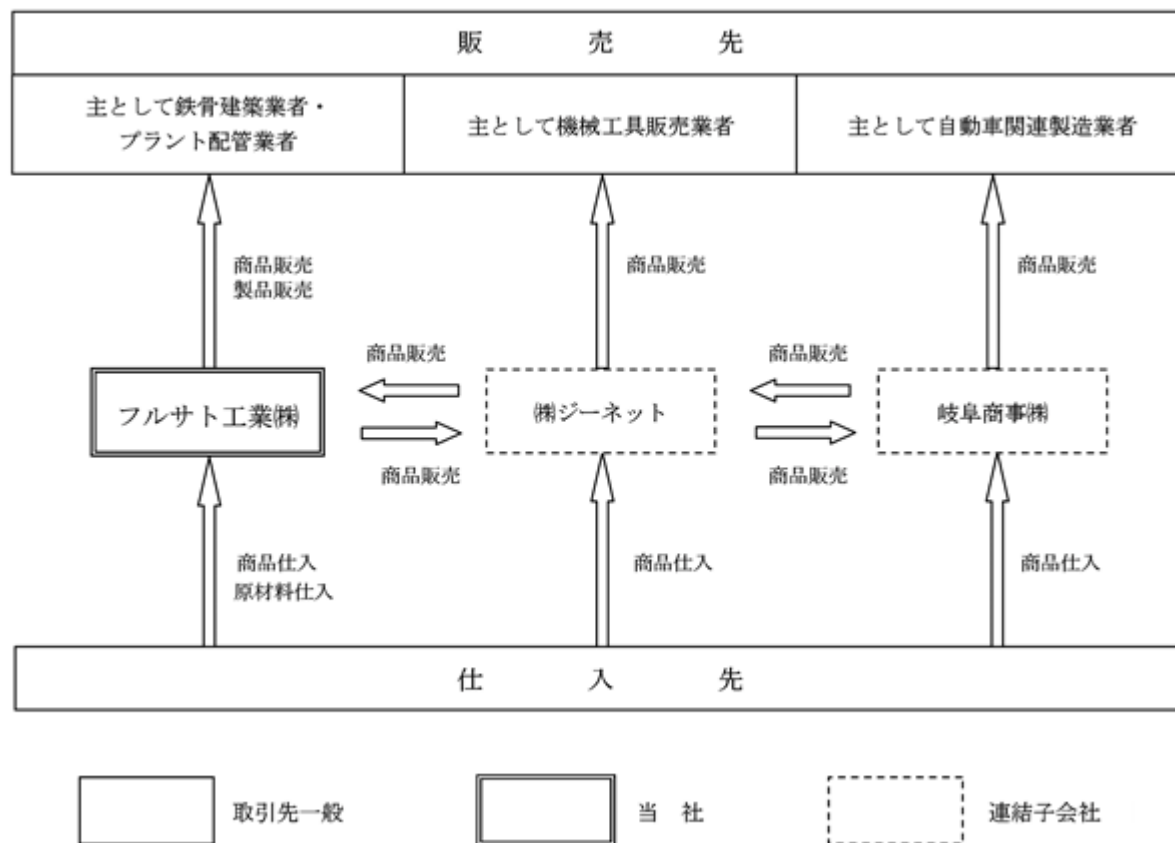 販売先
主として鉄骨建築業者・
プラント配管業者
主として機械工具販売業者
主として自動車関連製造業者
商品販売
製品販売
商品販売
商品販売
商品販売
商品販売
フルサト工業㈱
㈱ジーネット
岐阜商事㈱
商品販売
商品販売
商品仕入
原材料仕入
商品仕入
商品仕入
仕入先
取引先一般
当社
連結子会社